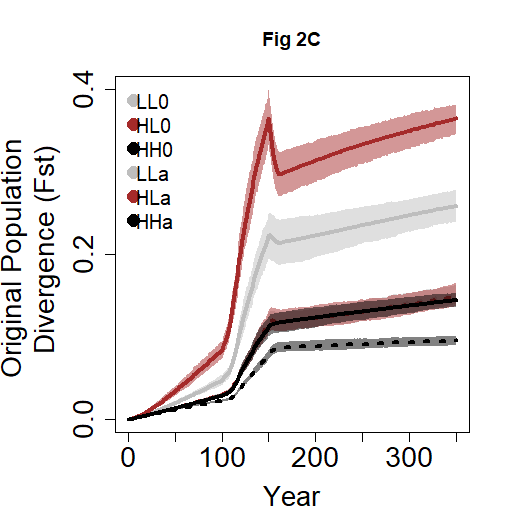 Fig 2C
Original Population
Divergence (Fst)
0.4
0.2
0.0
LL0
HL0
HH0
LLa
HLa
HHa
0
100
200
300
Year